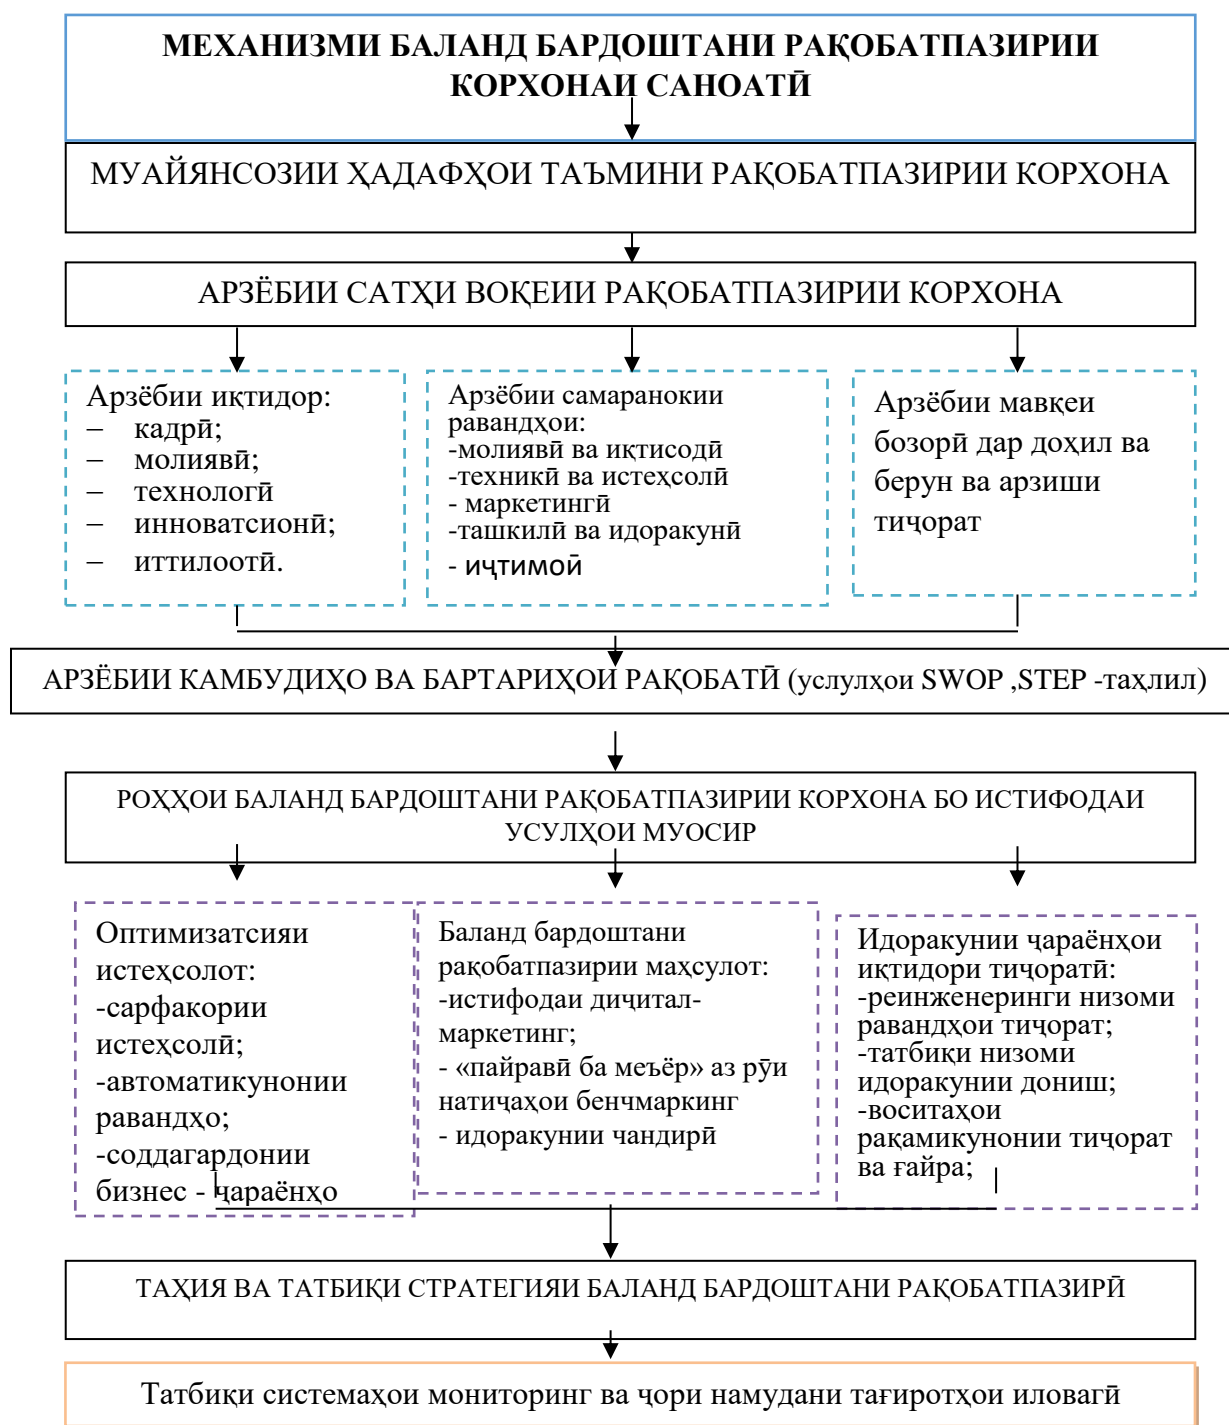 МЕХАНИЗМИ БАЛАНД БАРДОШТАНИ РАҚОБАТПАЗИРИИ
КОРХОНАИ САНОАТӢ
МУАЙЯНСОЗИИ ҲАДАФҲОИ ТАЪМИНИ РАҚОБАТПАЗИРИИ КОРХОНА
АРЗЁБИИ САТҲИ ВОҚЕИИ РАҚОБАТПАЗИРИИ КОРХОНА
Арзёбии иқтидор:
– кадрӣ;
– молиявӣ;
– технологӣ
– инноватсионӣ;
– иттилоотӣ.
Арзёбии самаранокии
равандҳои:
-молиявӣ ва иқтисодӣ
-техникӣ ва истеҳсолӣ
- маркетингӣ
-ташкилӣ ва идоракунӣ
- иҷтимоӣ
Арзёбии мавқеи
бозорӣ дар доҳил ва
берун ва арзиши
тиҷорат
АРЗЁБИИ КАМБУДИҲО ВА БАРТАРИҲОИ РАҚОБАТӢ (услулҳои SWOP ,STEP -таҳлил)
РОҲҲОИ БАЛАНД БАРДОШТАНИ РАҚОБАТПАЗИРИИ КОРХОНА БО ИСТИФОДАИ
УСУЛҲОИ МУОСИР
Оптимизатсияи
истеҳсолот:
-сарфакории
истеҳсолӣ;
-автоматикунонии
равандҳо;
-соддагардонии
бизнес - ҷараёнҳо
Баланд бардоштани
рақобатпазирии маҳсулот:
-истифодаи диҷитал-
маркетинг;
- «пайравӣ ба меъёр» аз рӯи
натиҷаҳои бенчмаркинг
- идоракунии чандирӣ
Идоракунии ҷараёнҳои
иқтидори тиҷоратӣ:
-реинженеринги низоми
равандҳои тиҷорат;
-татбиқи низоми
идоракунии дониш;
-воситаҳои
рақамикунонии тиҷорат
ва ғайра;
ТАҲИЯ ВА ТАТБИҚИ СТРАТЕГИЯИ БАЛАНД БАРДОШТАНИ РАҚОБАТПАЗИРӢ
Татбиқи системаҳои мониторинг ва ҷори намудани тағиротҳои иловагӣ